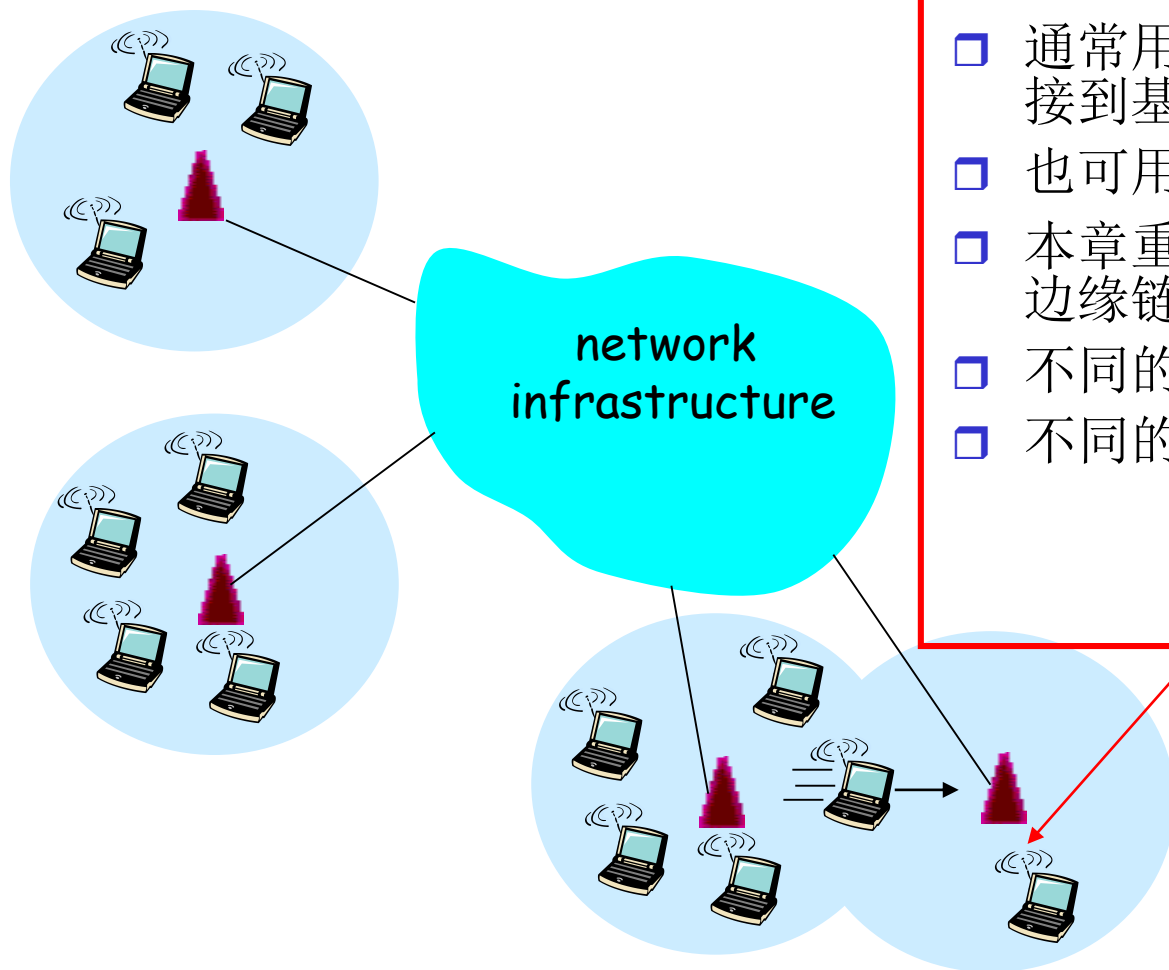 network
infrastructure
通常用
接到基
也可用
本章重
边缘链
不同的
不同的